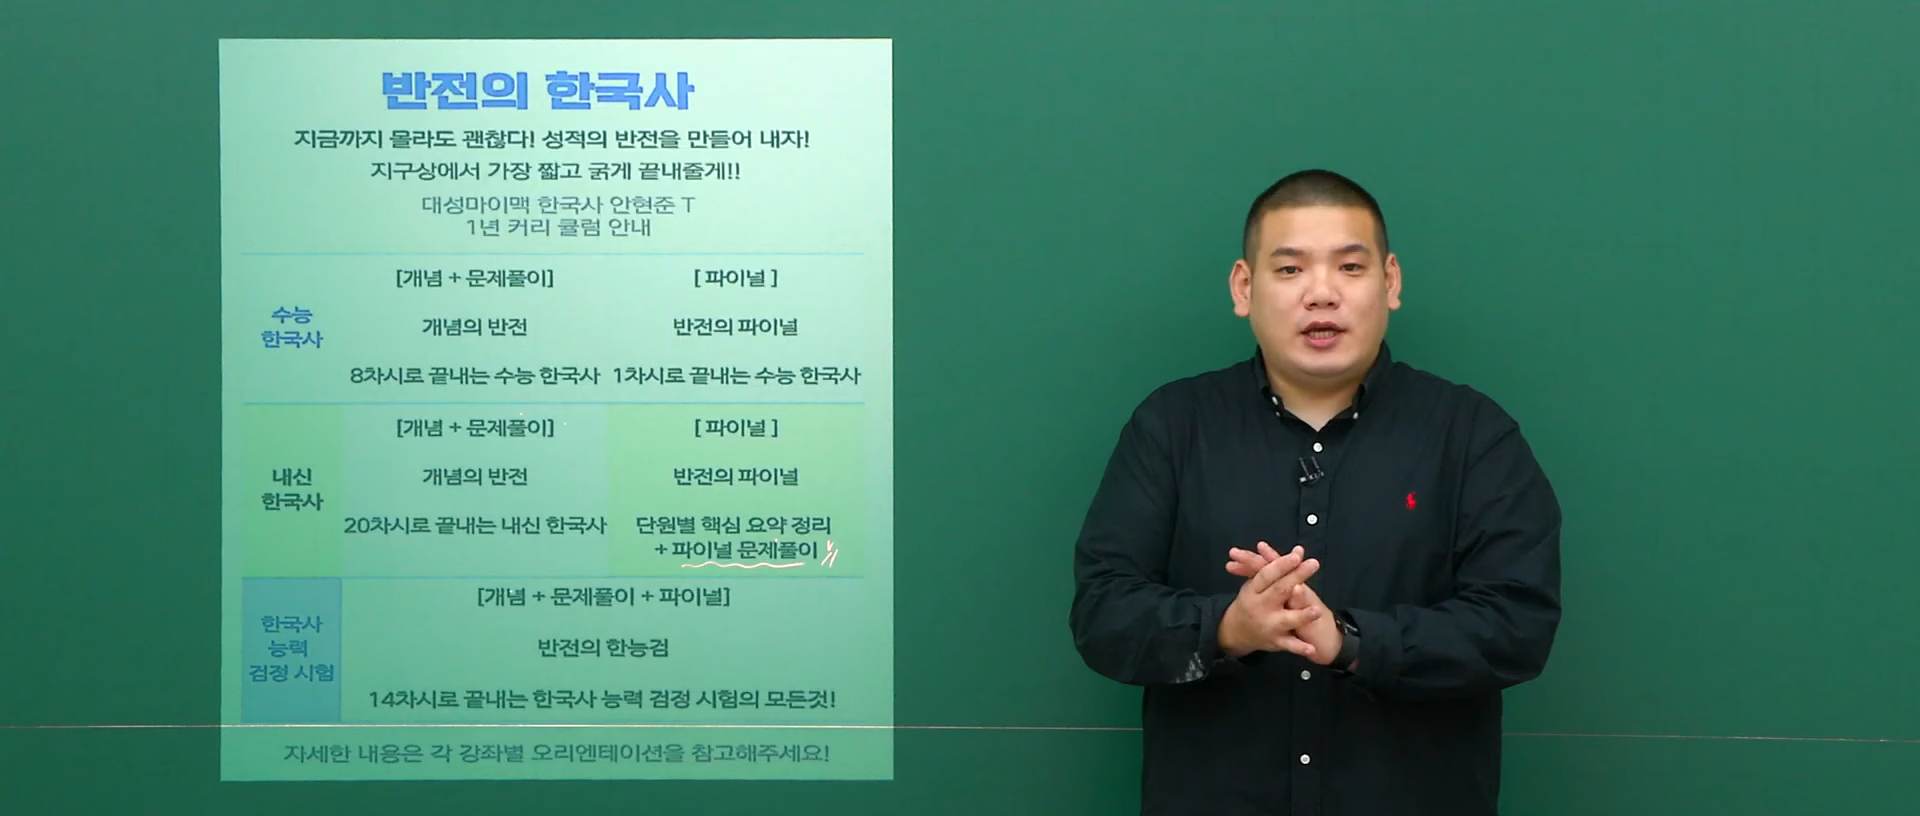 반전의 한국사
지금까지 몰라도 괜찮다! 성적의 반전을 만들어 내자!
지구상에서 가장 짧고 굵게 끝내줄게!!
대성마이맥 한국사 안현준 T
1년 커리 큘럼 안내
[개념 + 문제풀이] [ 파이널 ]
수능
한국사
개념의 반전 반전의 파이널
8차시로 끝내는 수능 한국사 1차시로 끝내는 수능 한국사
[개념 + 문제풀이] [ 파이널 ]
내신
한국사
개념의 반전 반전의 파이널
20차시로 끝내는 내신 한국사 단원별 핵심 요약 정리
+ 파이널 문제풀이
[개념 + 문제풀이 + 파이널]
한국사
능력
검정 시험
반전의 한능검
14차시로 끝내는 한국사 능력 검정 시험의 모든것!
자세한 내용은 각 강좌별 오리엔테이션을 참고해주세요!